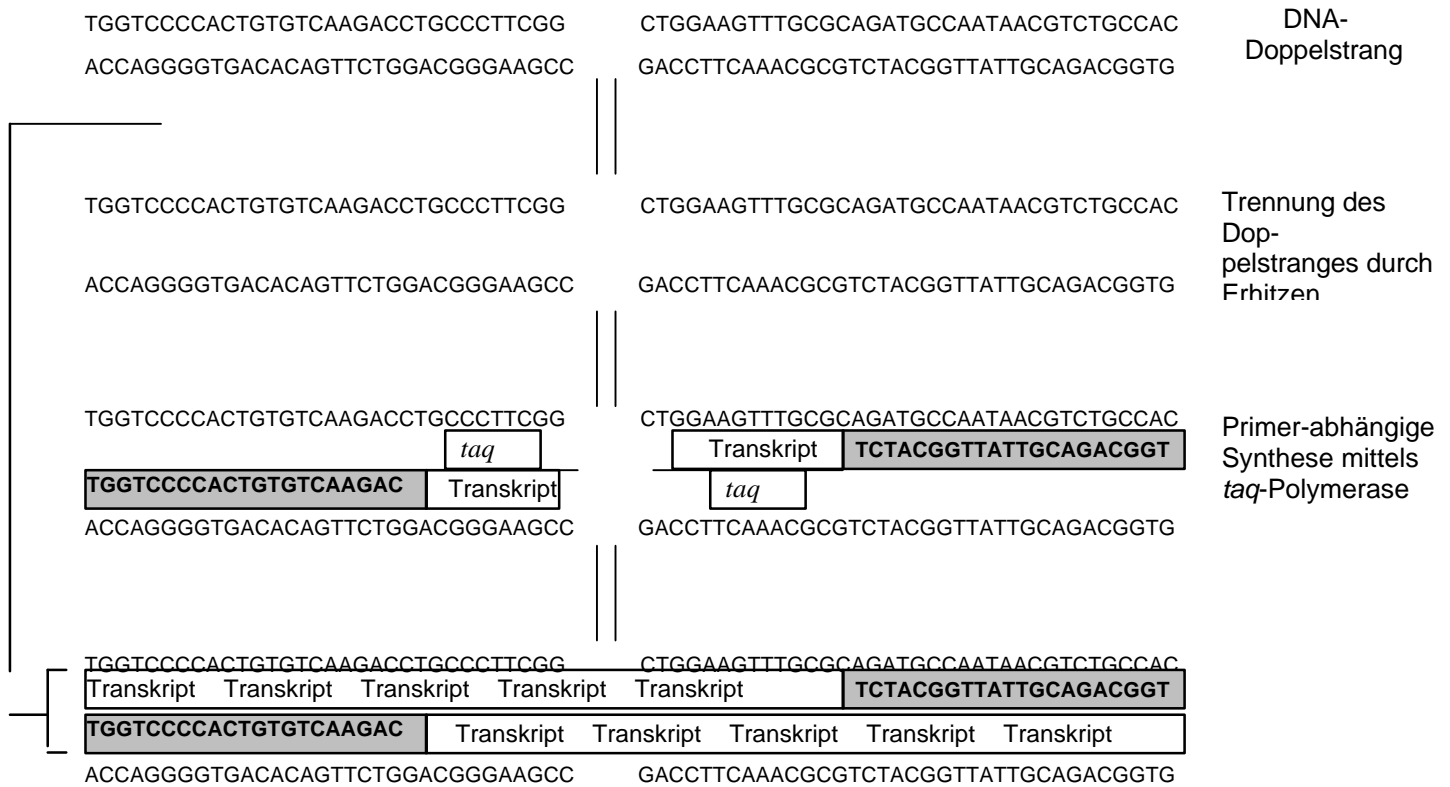 TGGTCCCCACTGTGTCAAGACCTGCCCTTCGG CTGGAAGTTTGCGCAGATGCCAATAACGTCTGCCAC
DNA-
Doppelstrang
ACCAGGGGTGACACAGTTCTGGACGGGAAGCC GACCTTCAAACGCGTCTACGGTTATTGCAGACGGTG
TGGTCCCCACTGTGTCAAGACCTGCCCTTCGG CTGGAAGTTTGCGCAGATGCCAATAACGTCTGCCAC
Trennung des
Dop-
pelstranges durch
Erhitzen
ACCAGGGGTGACACAGTTCTGGACGGGAAGCC GACCTTCAAACGCGTCTACGGTTATTGCAGACGGTG
TGGTCCCCACTGTGTCAAGACCTGCCCTTCGG CTGGAAGTTTGCGCAGATGCCAATAACGTCTGCCAC
taq Transkript TCTACGGTTATTGCAGACGGT
TGGTCCCCACTGTGTCAAGAC Transkript taq
ACCAGGGGTGACACAGTTCTGGACGGGAAGCC GACCTTCAAACGCGTCTACGGTTATTGCAGACGGTG
Primer-abhängige
Synthese mittels
taq-Polymerase
TGGTCCCCACTGTGTCAAGACCTGCCCTTCGG CTGGAAGTTTGCGCAGATGCCAATAACGTCTGCCAC
Transkript Transkript Transkript Transkript Transkript TCTACGGTTATTGCAGACGGT
TGGTCCCCACTGTGTCAAGAC Transkript Transkript Transkript Transkript Transkript
ACCAGGGGTGACACAGTTCTGGACGGGAAGCC GACCTTCAAACGCGTCTACGGTTATTGCAGACGGTG